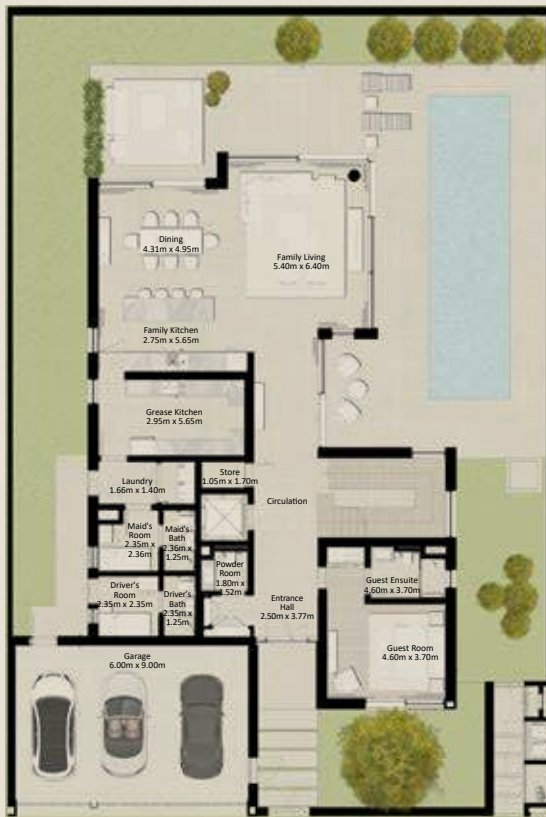 Dining
4.31m x 4.95m
Family Living
5.40m x 6.40m
Family Kitchen
2.75m x 5.65m
Grease Kitchen
2.95m x 5.65m
Laundry
1.66m x 1.40m
Store
1.05m x 1.70m
Circulation
Maid's
Room
2.35m x
2.36m
Maid's
Bath
2.36m x
1.25m
Powder
Room
1.80m x
1.52m
Guest Ensuite
4.60m x 3.70m
Driver's
Room
2.35m x 2.35m
Driver's
Bath
2.35m x
1.25m
Entrance
Hall
2.50m x 3.77m
Guest Room
4.60m x 3.70m
Garage
6.00m x 9.00m